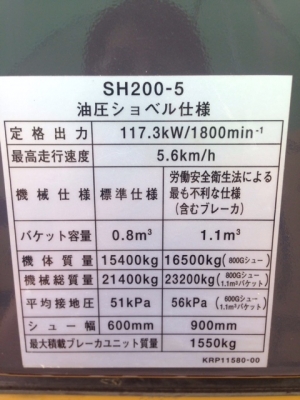 SH200-5
油圧ショベル仕様
定格出力 117.3kW/1800min⁻¹
最高走行速度 5.6km/h
機械仕様 標準仕様 労働安全衛生法による
最も不利な仕様
(含むブレーカ)
バケット容量 0.8m³ 1.1m³
機体質量 15400kg 16500kg(800Gシュー)
機械総質量 21400kg 23200kg(800Gシュー 1.1m³バケット)
平均接地圧 51kPa 56kPa(600Gシュー 1.1m³バケット)
シュー幅 600mm 900mm
最大積載ブレーカユニット質量 1550kg
KRP11580-00